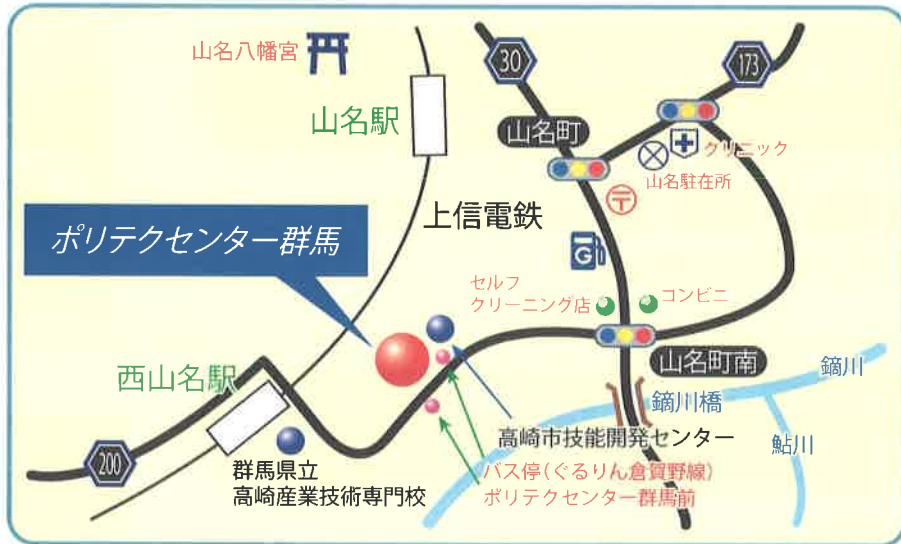 山名八幡宮
30
173
山名駅
山名町
クリニック
山名駐在所
〒
上信電鉄
ポリテクセンター群馬
G
セルフ
クリーニング店
コンビニ
山名町南
西山名駅
鏑川
鏑川橋
高崎市技能開発センター
鮎川
200
群馬県立
高崎産業技術専門校
バス停(ぐるりん倉賀野線)
ポリテクセンター群馬前